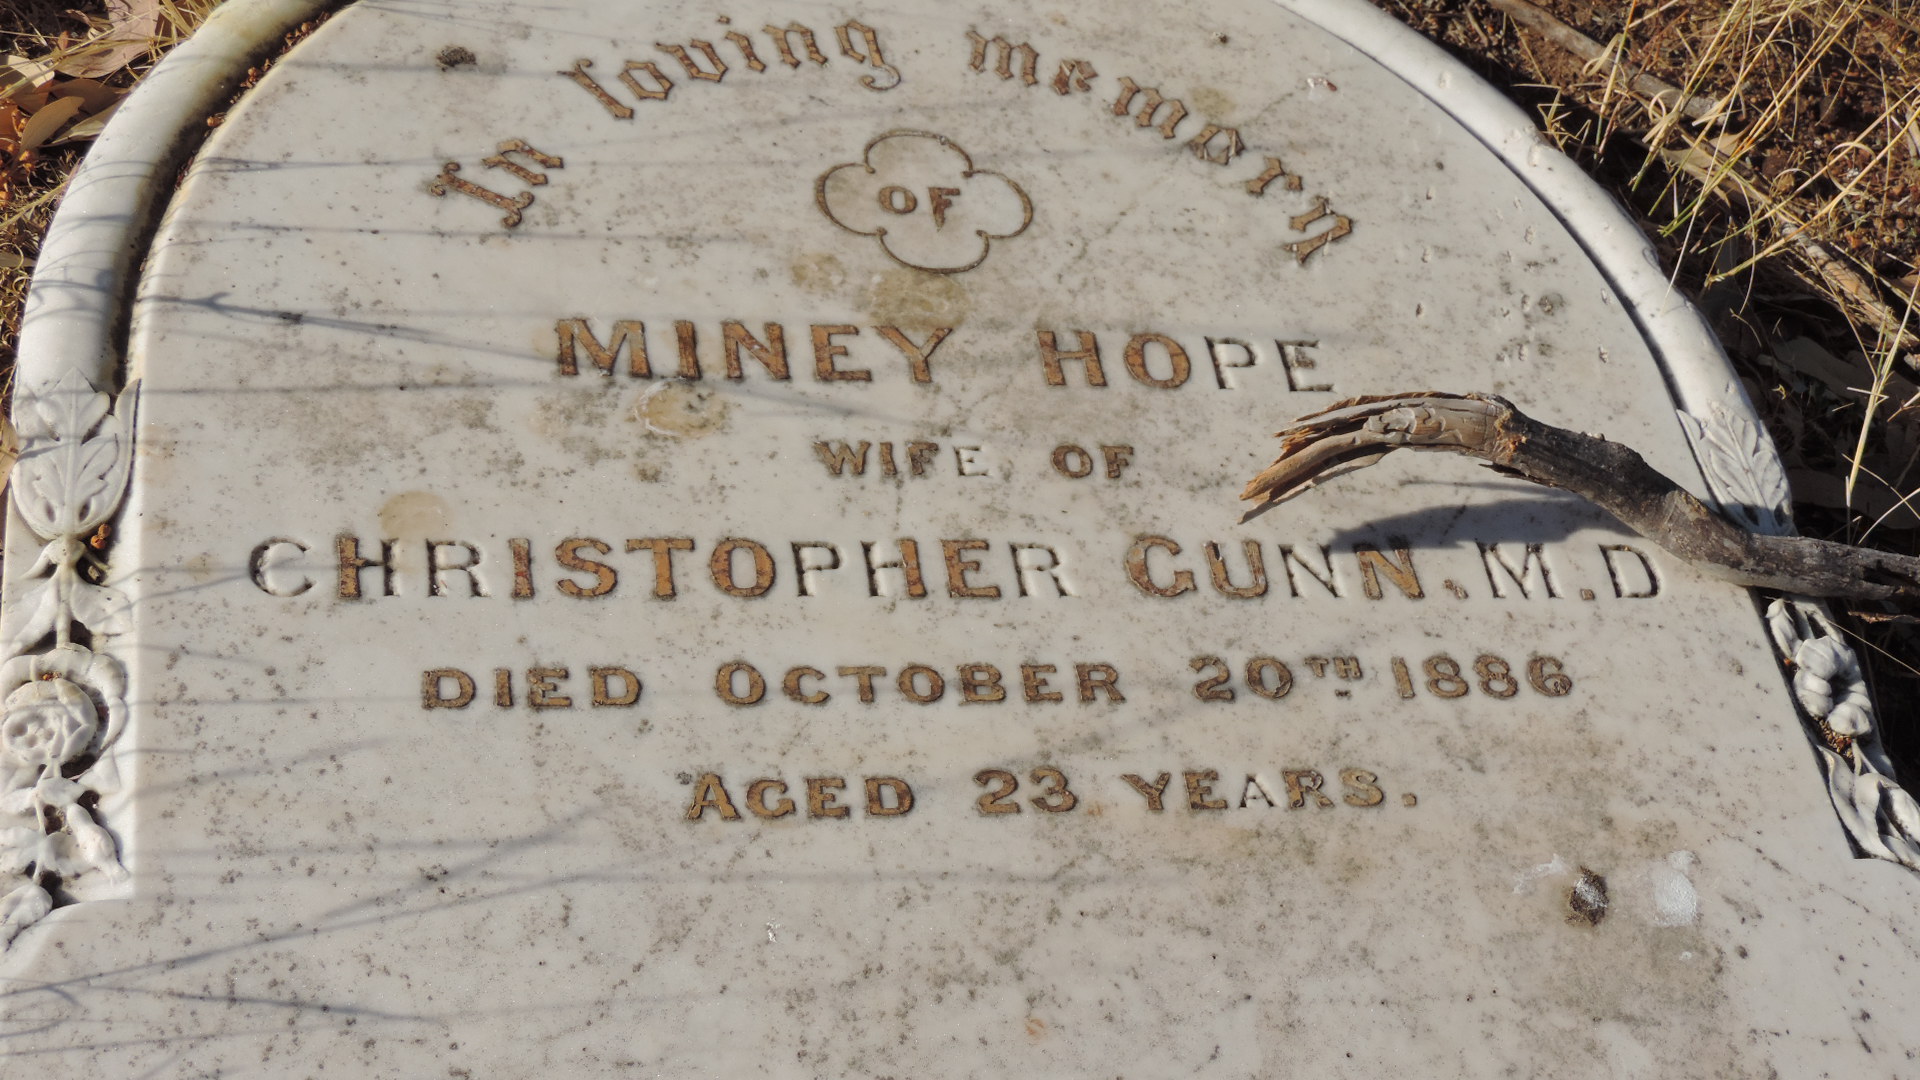 In loving memory
OF
MINEY HOPE
WIFE OF
CHRISTOPHER GUNN, M.D
DIED OCTOBER 20TH 1886
AGED 23 YEARS.